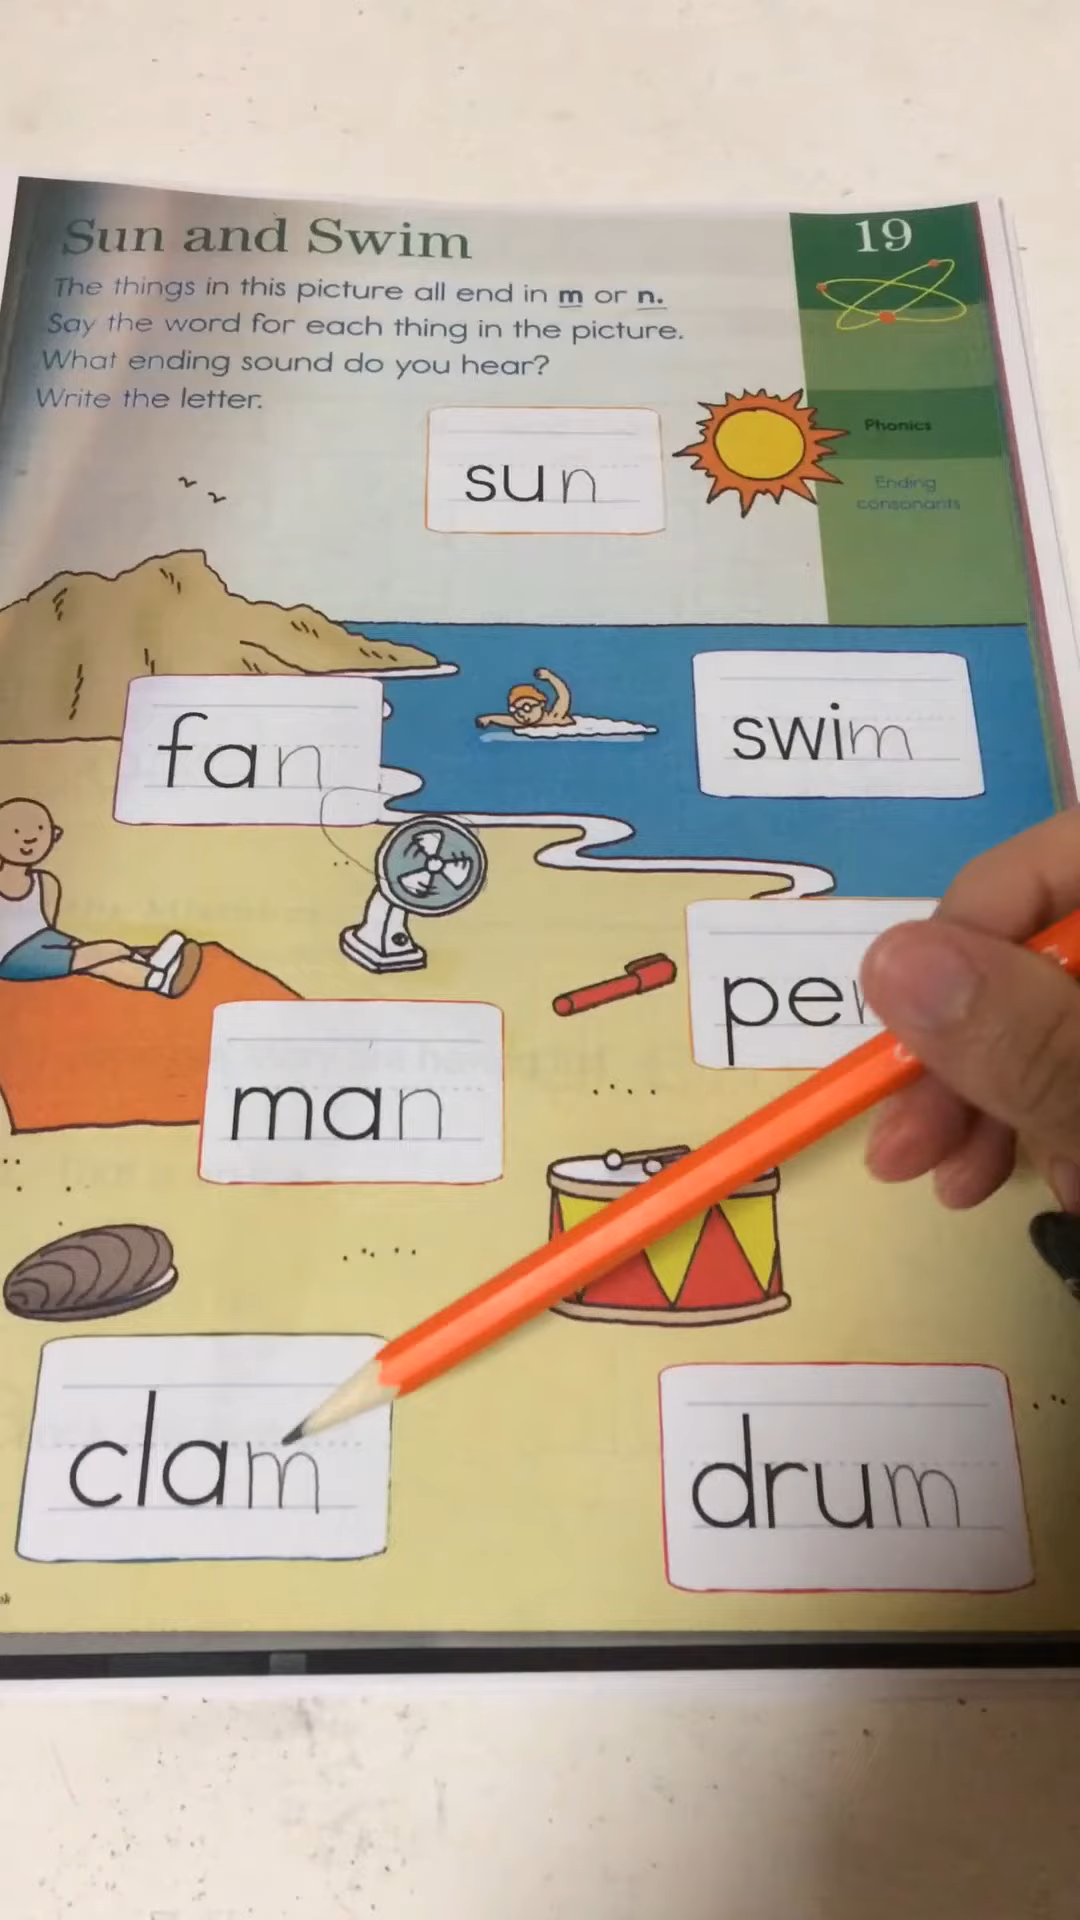 Sun and Swim
19
The things in this picture all end in m or n.
Say the word for each thing in the picture.
What ending sound do you hear?
Write the letter.
Phonics
Ending
consonants
sun
fan
swim
man
clam
drum